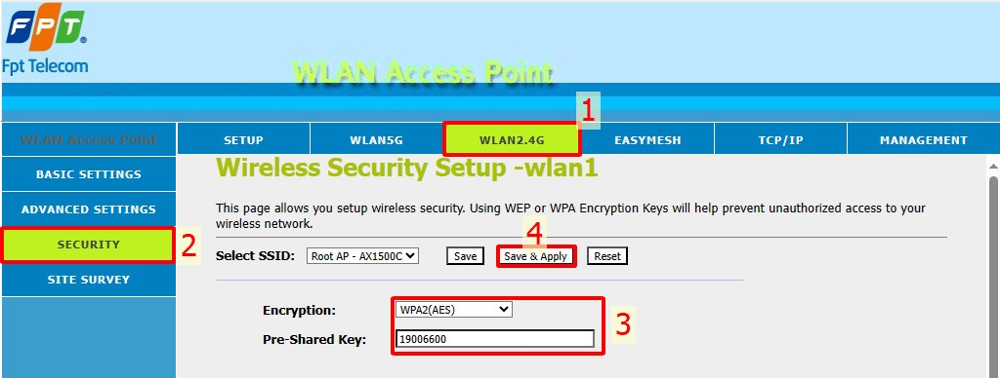 FPT
Fpt Telecom
WLAN Access Point
1
WLAN Access Point
SETUP
WLAN5G
WLAN2.4G
EASYMESH
TCP/IP
MANAGEMENT
BASIC SETTINGS
ADVANCED SETTINGS
SECURITY
2
SITE SURVEY
Wireless Security Setup -wlan1
This page allows you setup wireless security. Using WEP or WPA Encryption Keys will help prevent unauthorized access to your
wireless network.
4
Select SSID: Root AP - AX1500C Save Save & Apply Reset
Encryption: WPA2(AES)
Pre-Shared Key: 19006600
3